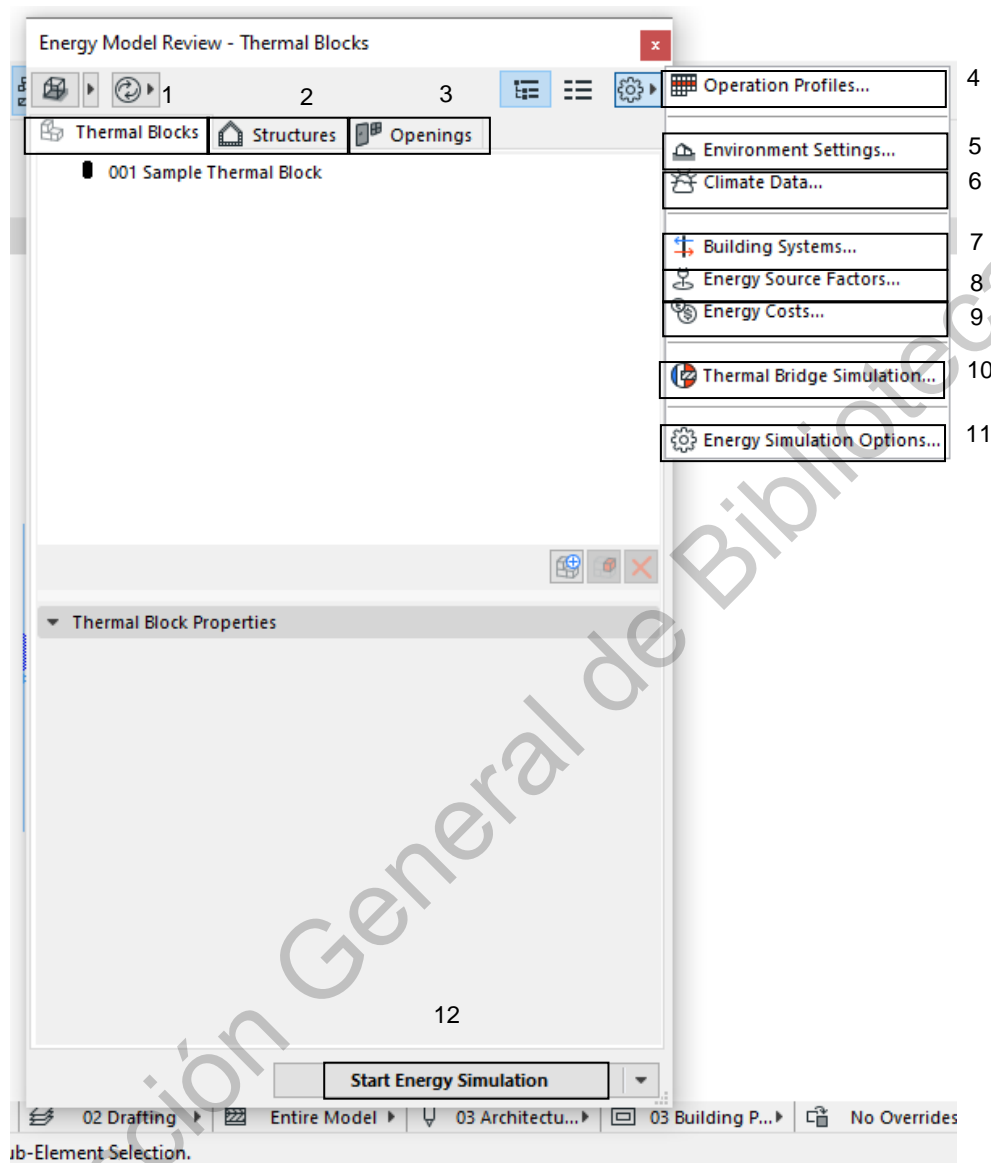 Energy Model Review - Thermal Blocks
x
1
2
3
4
Operation Profiles...
Thermal Blocks
Structures
Openings
5
Environment Settings...
001 Sample Thermal Block
6
Climate Data...
7
Building Systems...
8
Energy Source Factors...
9
Energy Costs...
10
Thermal Bridge Simulation...
11
Energy Simulation Options...
Thermal Block Properties
12
Start Energy Simulation
02 Drafting
Entire Model
03 Architectu...
03 Building P...
No Overrides
ub-Element Selection.
ción General de Bibliotec